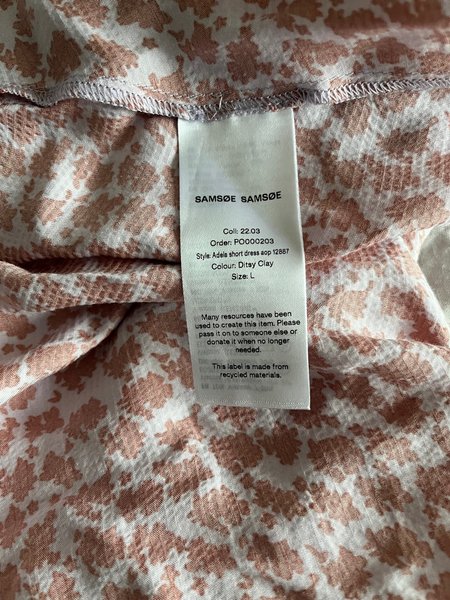 SAMSØE SAMSØE
Coll: 22.03
Order: PO000203
Style: Adels short dress aop 12887
Colour: Ditsy Clay
Size: L
Many resources have been
used to create this item. Please
pass it on to someone else or
donate it when no longer
needed.
This label is made from
recycled materials.